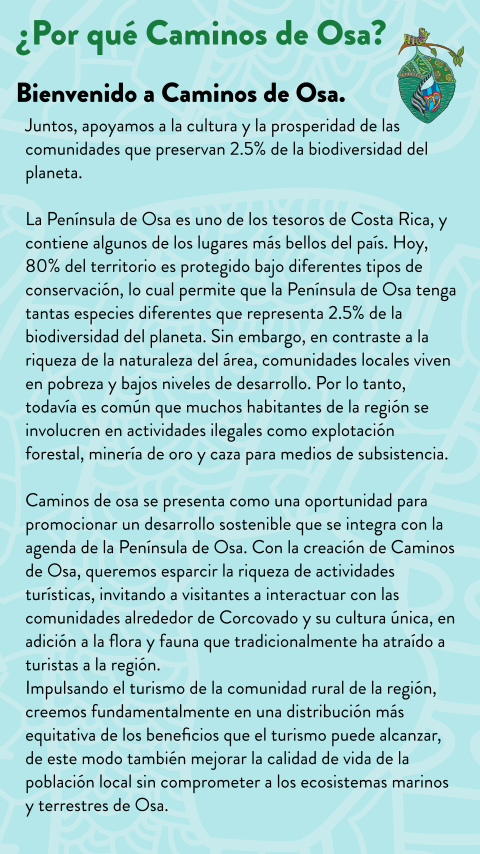 ¿Por qué Caminos de Osa?
Bienvenido a Caminos de Osa.
Juntos, apoyamos a la cultura y la prosperidad de las
comunidades que preservan 2.5% de la biodiversidad del
planeta.
La Península de Osa es uno de los tesoros de Costa Rica, y
contiene algunos de los lugares más bellos del país. Hoy,
80% del territorio es protegido bajo diferentes tipos de
conservación, lo cual permite que la Península de Osa tenga
tantas especies diferentes que representa 2.5% de la
biodiversidad del planeta. Sin embargo, en contraste a la
riqueza de la naturaleza del área, comunidades locales viven
en pobreza y bajos niveles de desarrollo. Por lo tanto,
todavía es común que muchos habitantes de la región se
involucren en actividades ilegales como explotación
forestal, minería de oro y caza para medios de subsistencia.
Caminos de osa se presenta como una oportunidad para
promocionar un desarrollo sostenible que se integra con la
agenda de la Península de Osa. Con la creación de Caminos
de Osa, queremos esparcir la riqueza de actividades
turísticas, invitando a visitantes a interactuar con las
comunidades alrededor de Corcovado y su cultura única, en
adición a la flora y fauna que tradicionalmente ha atraído a
turistas a la región.
Impulsando el turismo de la comunidad rural de la región,
creemos fundamentalmente en una distribución más
equitativa de los beneficios que el turismo puede alcanzar,
de este modo también mejorar la calidad de vida de la
población local sin comprometer a los ecosistemas marinos
y terrestres de Osa.